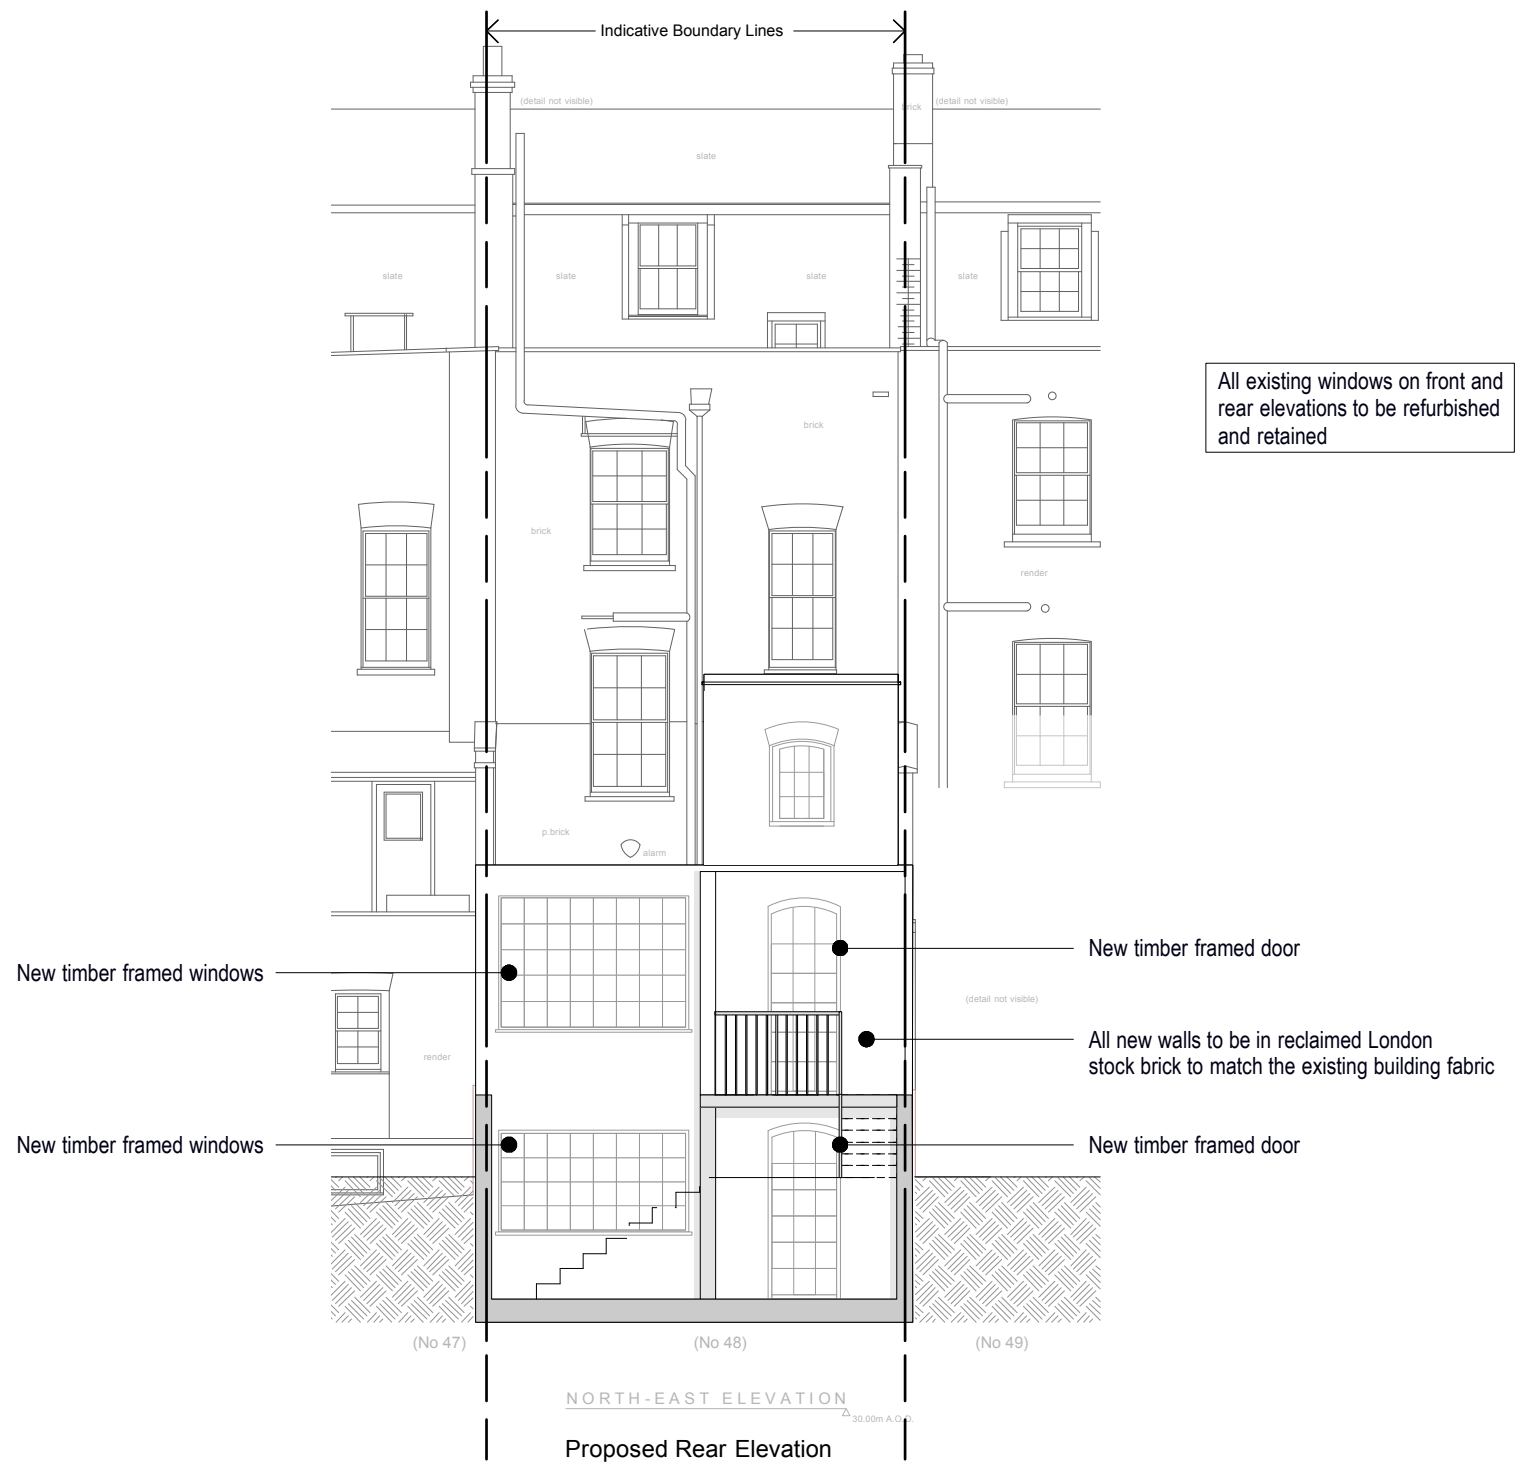 Indicative Boundary Lines
(detail not visible)
brick
(detail not visible)
slate
slate
slate
slate
slate
All existing windows on front and
rear elevations to be refurbished
and retained
brick
brick
render
p.brick
alarm
New timber framed windows
New timber framed door
(detail not visible)
All new walls to be in reclaimed London
stock brick to match the existing building fabric
render
New timber framed windows
New timber framed door
(No 47)
(No 48)
(No 49)
NORTH-EAST ELEVATION
30.00m A.O.D.
Proposed Rear Elevation